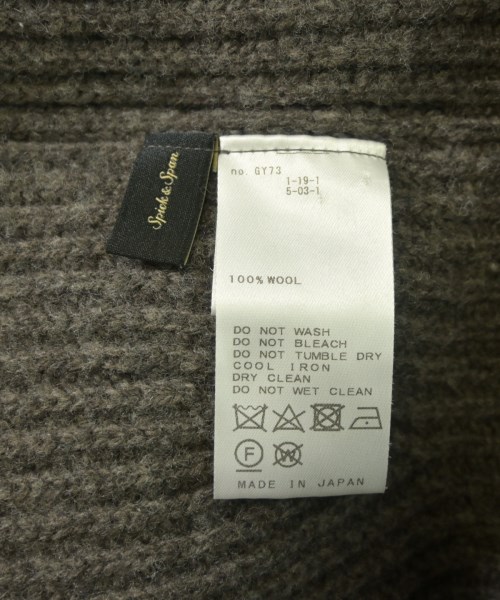 Spick & Span
no. GY73
1-19-1
5-03-1
100% WOOL
DO NOT WASH
DO NOT BLEACH
DO NOT TUMBLE DRY
COOL IRON
DRY CLEAN
DO NOT WET CLEAN
F W
MADE IN JAPAN